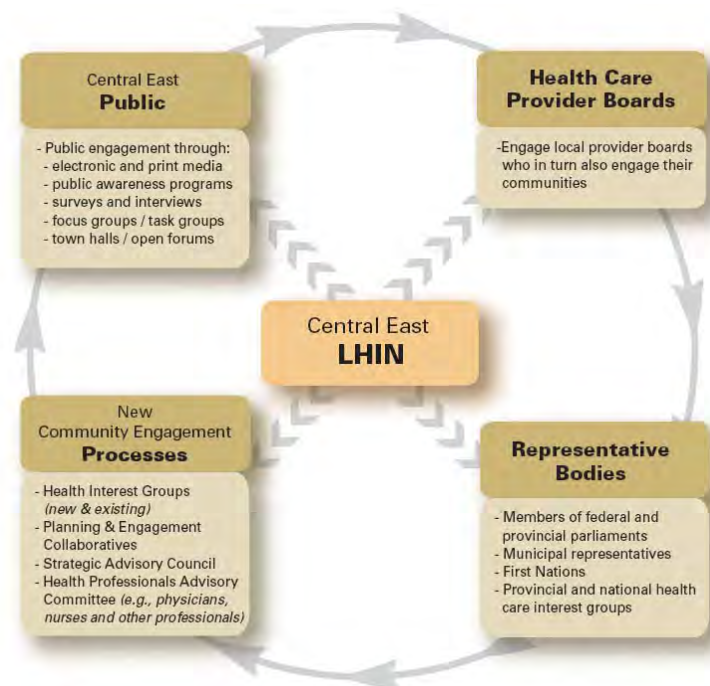 Central East
Public
- Public engagement through:
- electronic and print media
- public awareness programs
- surveys and interviews
- focus groups / task groups
- town halls / open forums
Health Care
Provider Boards
-Engage local provider boards
who in turn also engage their
communities
Central East
LHIN
New
Community Engagement
Processes
- Health Interest Groups
(new & existing)
- Planning & Engagement
Collaboratives
- Strategic Advisory Council
- Health Professionals Advisory
Committee (e.g., physicians,
nurses and other professionals)
Representative
Bodies
- Members of federal and
provincial parliaments
- Municipal representatives
- First Nations
- Provincial and national health
care interest groups